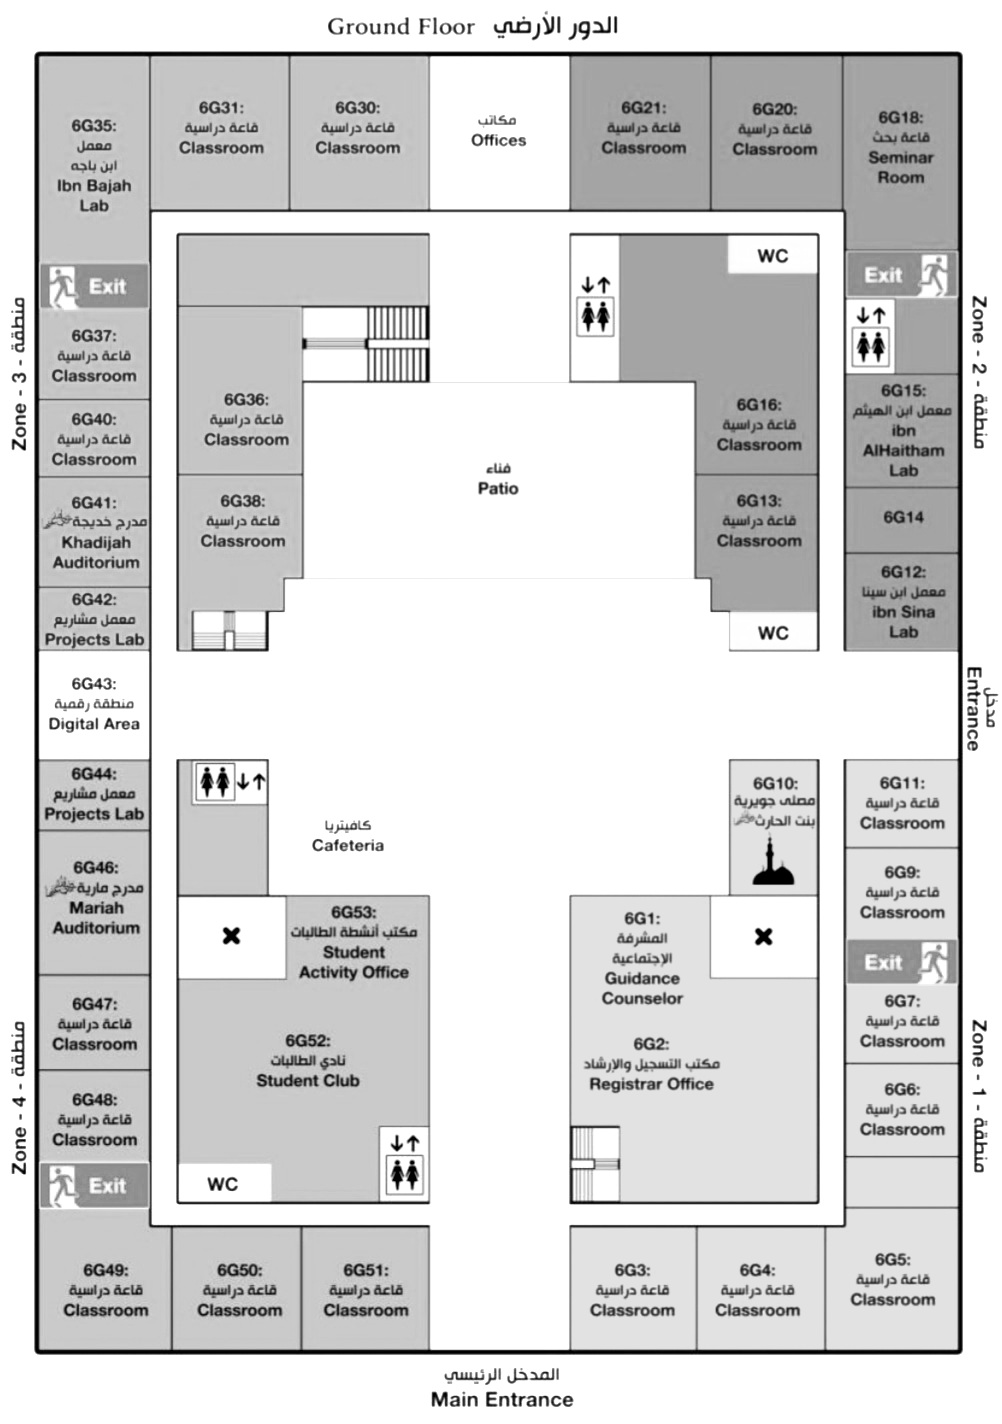 Ground Floor الدور الأرضي
6G35:
معمل
ابن باجه
Ibn Bajah
Lab
6G31:
قاعة دراسية
Classroom
6G30:
قاعة دراسية
Classroom
مكاتب
Offices
6G21:
قاعة دراسية
Classroom
6G20:
قاعة دراسية
Classroom
6G18:
قاعة بحث
Seminar
Room
Exit
WC
Exit
Zone - 3 - منطقة
6G37:
قاعة دراسية
Classroom
6G40:
قاعة دراسية
Classroom
6G41:
مدرج خديجة
Khadijah
Auditorium
6G42:
معمل مشاريع
Projects Lab
6G36:
قاعة دراسية
Classroom
6G38:
قاعة دراسية
Classroom
فناء
Patio
6G16:
قاعة دراسية
Classroom
6G13:
قاعة دراسية
Classroom
WC
6G15:
معمل ابن الهيثم
ibn
AlHaitham
Lab
6G14
6G12:
معمل ابن سينا
ibn Sina
Lab
Zone - 2 - منطقة
6G43:
منطقة رقمية
Digital Area
مدخل
Entrance
6G44:
معمل مشاريع
Projects Lab
6G46:
مدرج مارية
Mariah
Auditorium
كافيتريا
Cafeteria
6G10:
مصلى جويرية
بنت الحارث
6G11:
قاعة دراسية
Classroom
6G9:
قاعة دراسية
Classroom
Exit
6G53:
مكتب أنشطة الطالبات
Student
Activity Office
6G1:
المشرفة
الإجتماعية
Guidance
Counselor
6G47:
قاعة دراسية
Classroom
6G48:
قاعة دراسية
Classroom
Exit
Zone - 4 - منطقة
6G52:
نادي الطالبات
Student Club
WC
6G2:
مكتب التسجيل والإرشاد
Registrar Office
6G7:
قاعة دراسية
Classroom
6G6:
قاعة دراسية
Classroom
Zone - 1 - منطقة
6G49:
قاعة دراسية
Classroom
6G50:
قاعة دراسية
Classroom
6G51:
قاعة دراسية
Classroom
6G3:
قاعة دراسية
Classroom
6G4:
قاعة دراسية
Classroom
6G5:
قاعة دراسية
Classroom
المدخل الرئيسي
Main Entrance